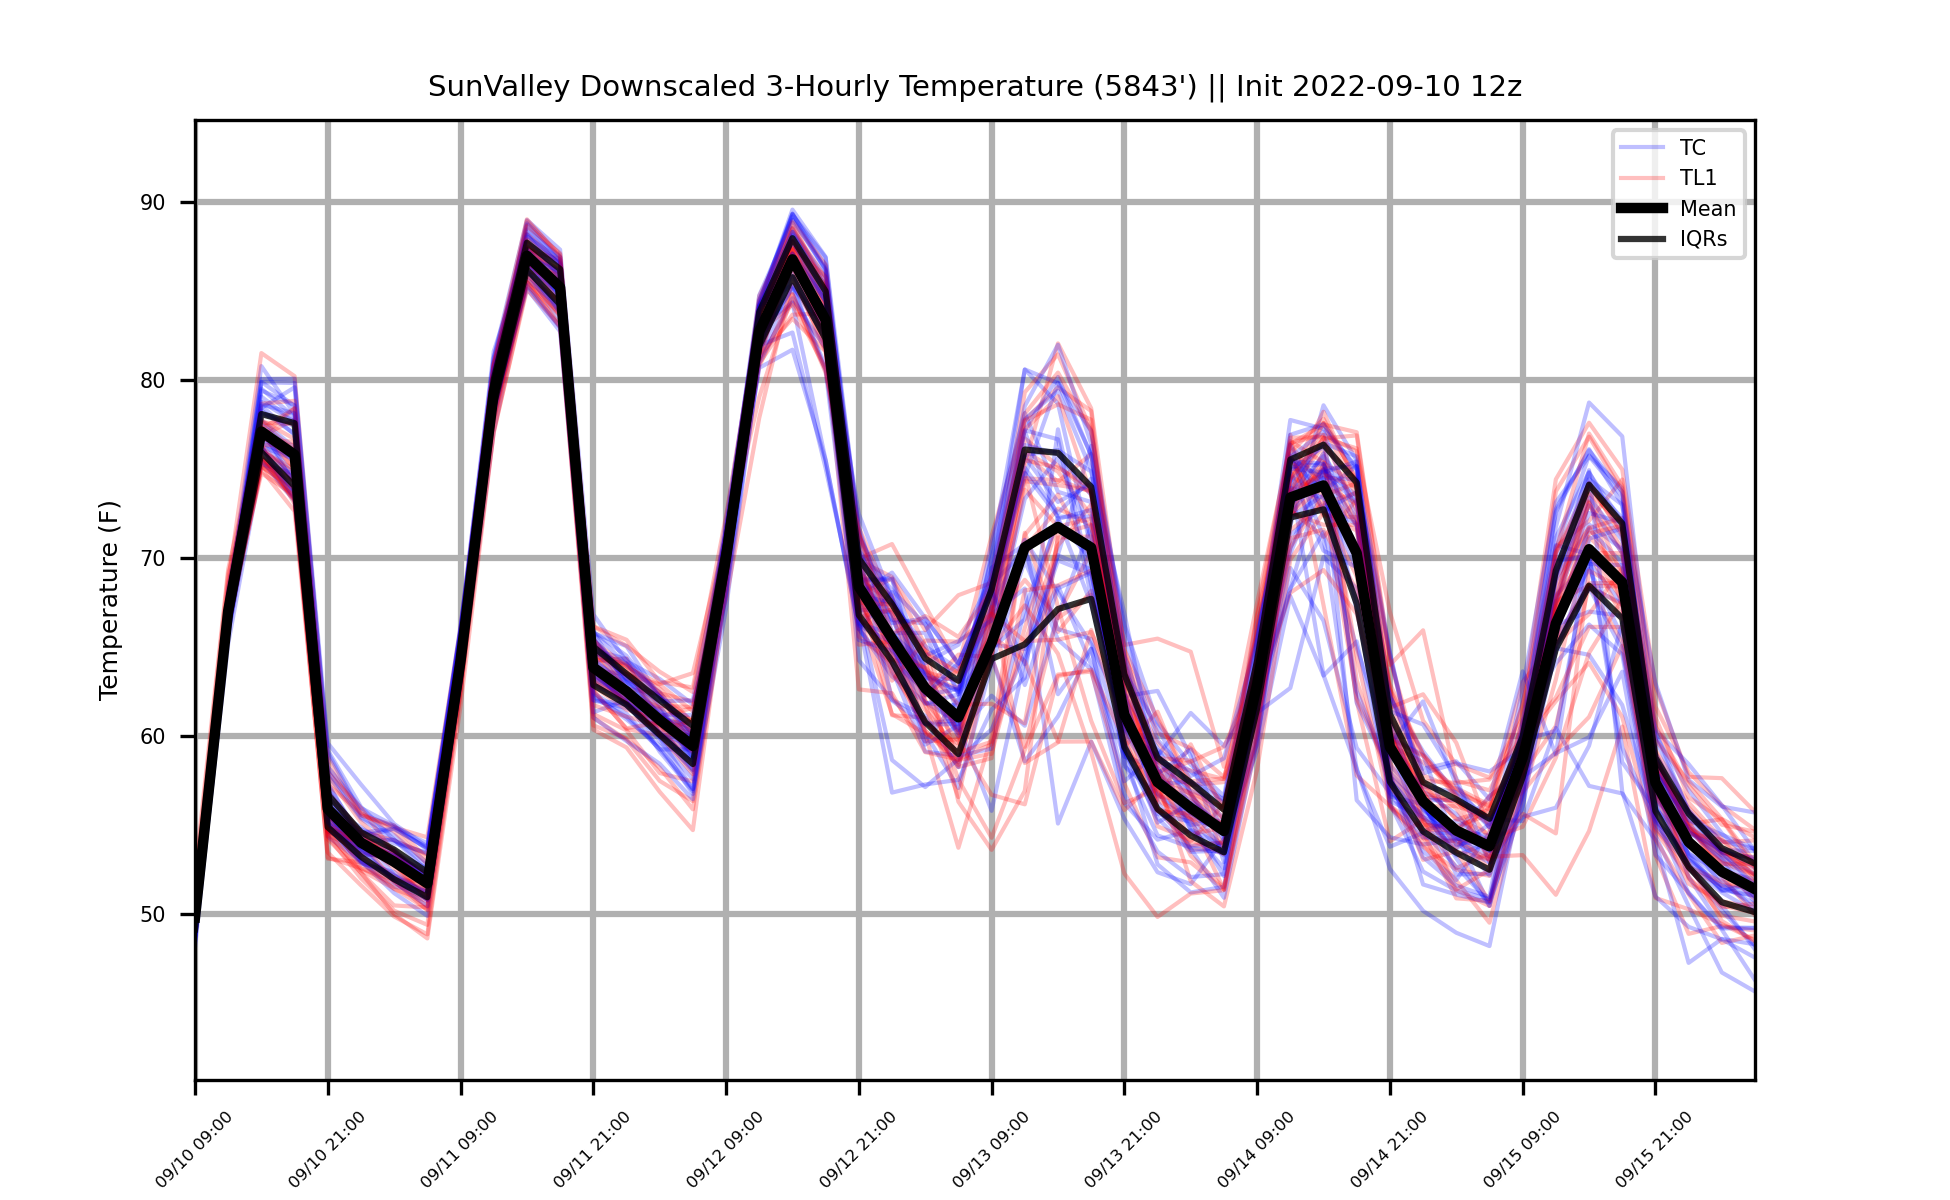 SunValley Downscaled 3-Hourly Temperature (5843') || Init 2022-09-10 12z
TC
TL1
Mean
IQRs
Temperature (F)
90
80
70
60
50
09/10 09:00
09/10 21:00
09/11 09:00
09/11 21:00
09/12 09:00
09/12 21:00
09/13 09:00
09/13 21:00
09/14 09:00
09/14 21:00
09/15 09:00
09/15 21:00